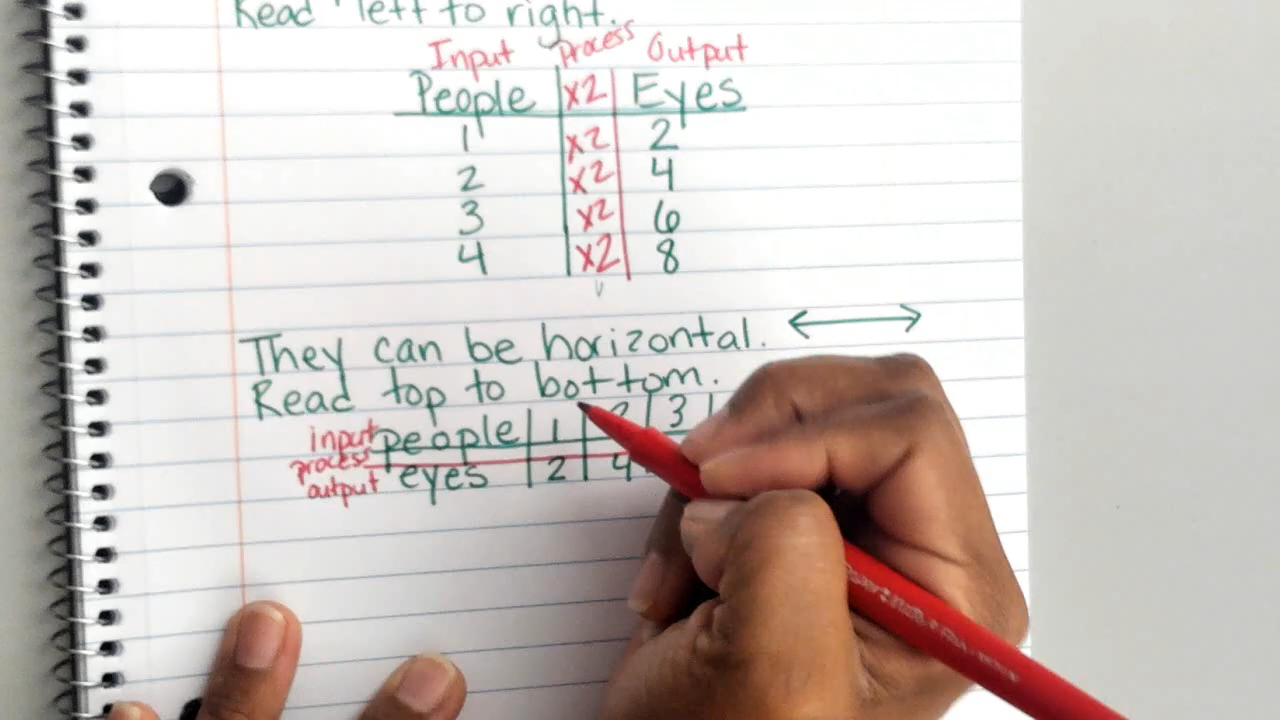 Read left to right.
Input Process Output
People x2 Eyes
1 x2 2
2 x2 4
3 x2 6
4 x2 8
They can be horizontal.
Read top to bottom.
input people 1 2 3
process
output eyes 2 4